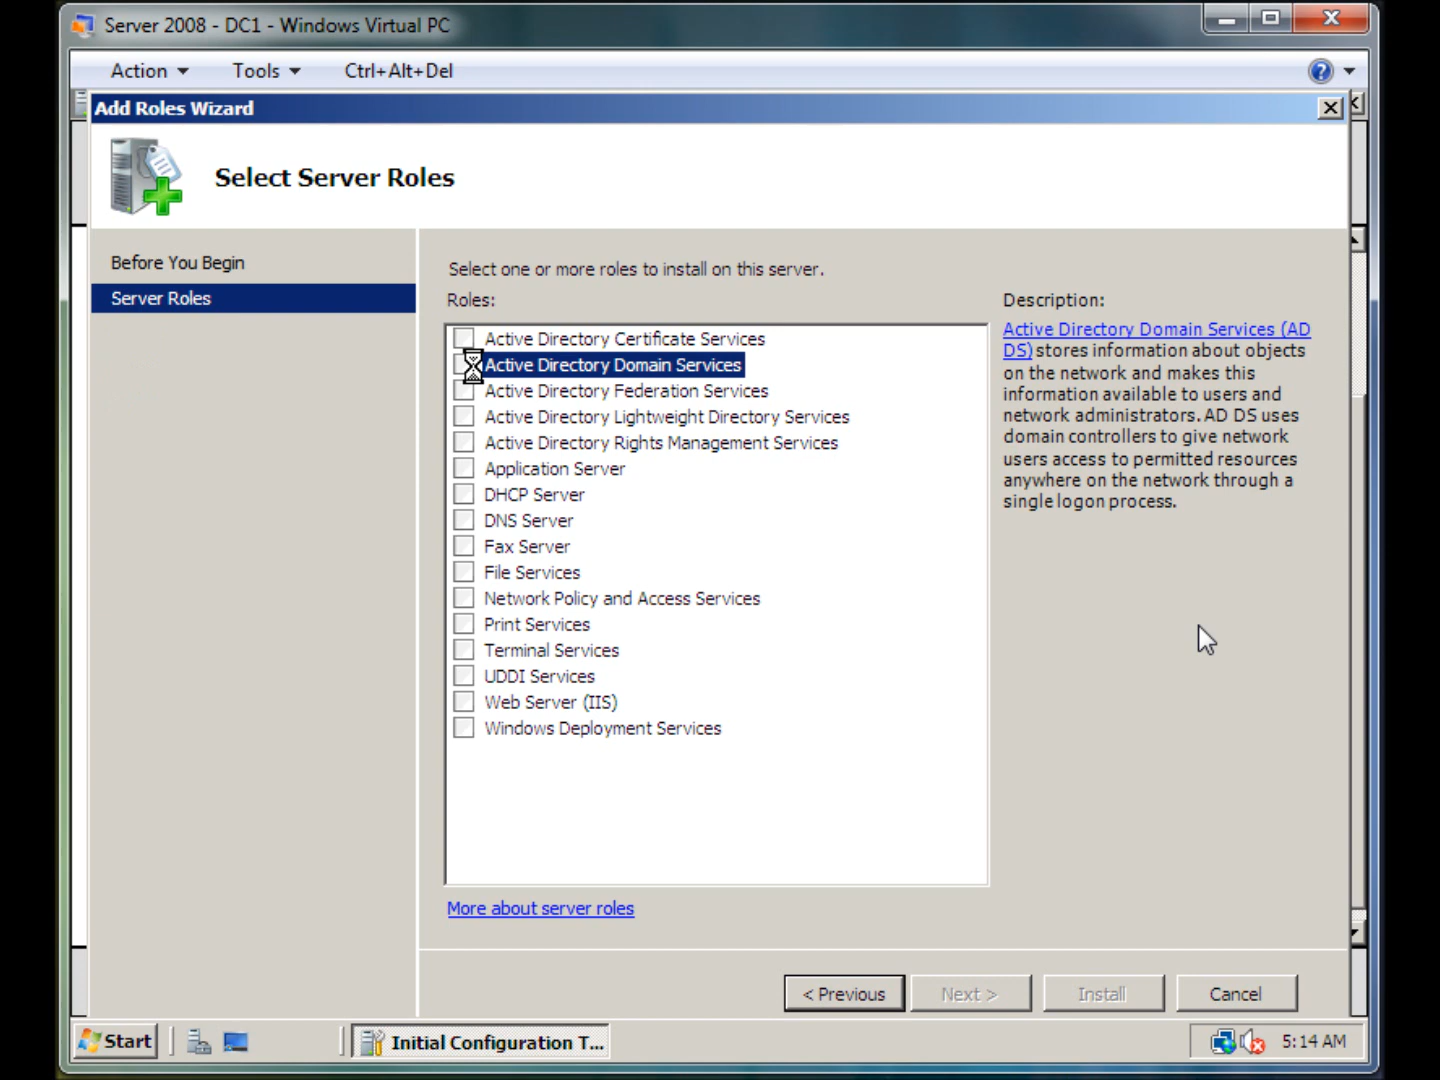 Server 2008 - DC1 - Windows Virtual PC
Action Tools Ctrl+Alt+Del
Add Roles Wizard
Select Server Roles
Before You Begin
Server Roles
Select one or more roles to install on this server.
Roles:
Active Directory Certificate Services
Active Directory Domain Services
Active Directory Federation Services
Active Directory Lightweight Directory Services
Active Directory Rights Management Services
Application Server
DHCP Server
DNS Server
Fax Server
File Services
Network Policy and Access Services
Print Services
Terminal Services
UDDI Services
Web Server (IIS)
Windows Deployment Services
More about server roles
Description:
Active Directory Domain Services (AD
DS) stores information about objects
on the network and makes this
information available to users and
network administrators. AD DS uses
domain controllers to give network
users access to permitted resources
anywhere on the network through a
single logon process.
< Previous Next > Install Cancel
Start Initial Configuration T... 5:14 AM